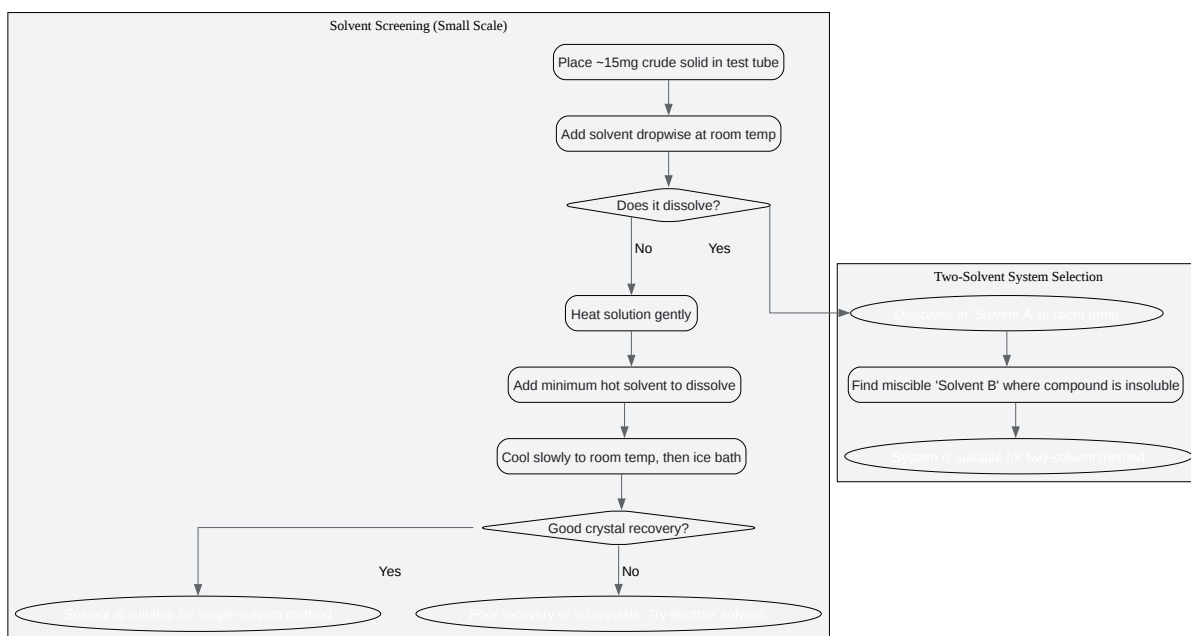 Solvent Screening (Small Scale)
Place ~15mg crude solid in test tube
Add solvent dropwise at room temp
Does it dissolve?
No
Yes
Two-Solvent System Selection
Dissolves in 'Solvent A' at room temp
Heat solution gently
Add minimum hot solvent to dissolve
Find miscible 'Solvent B' where compound is insoluble
Cool slowly to room temp, then ice bath
System is suitable for two-solvent method
Good crystal recovery?
Yes
No
Solvent is suitable for single-solvent method
Poor recovery or no crystals. Try another solvent.